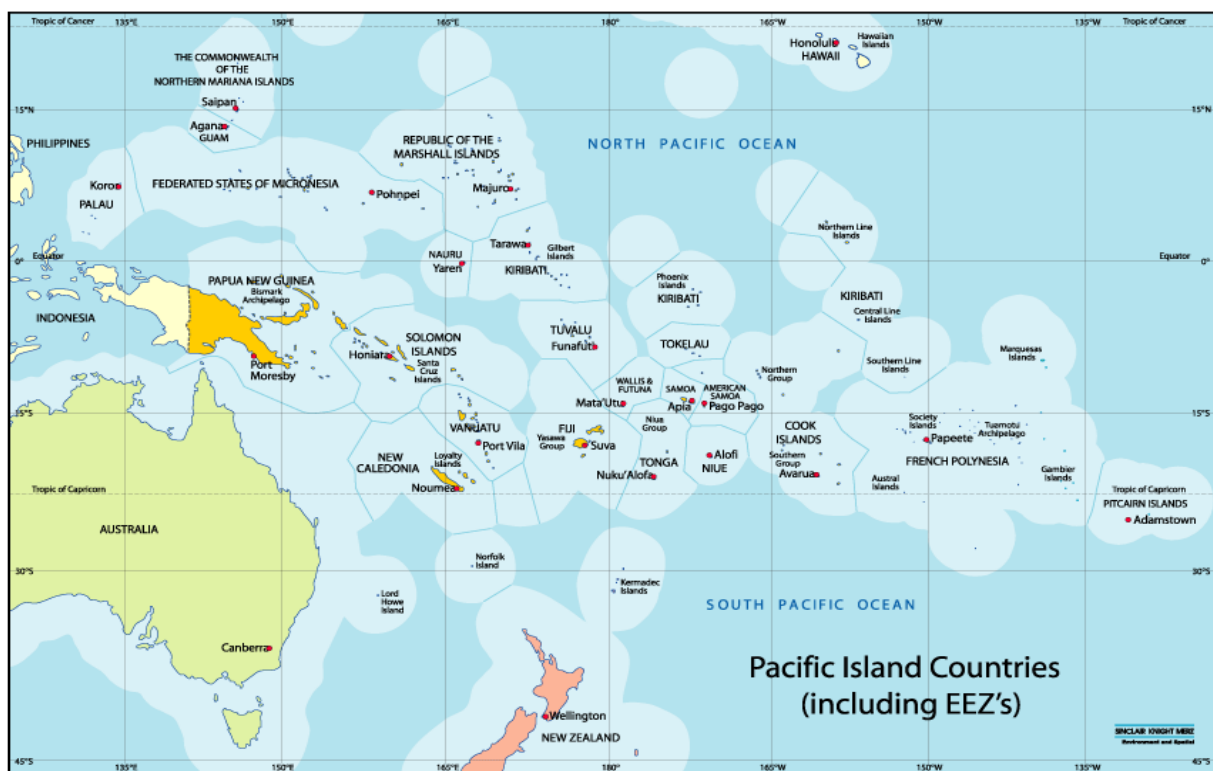 Tropic of Cancer
135°E
150°E
165°E
180°
165°W
150°W
135°W
Tropic of Cancer
Honolulu
HAWAII
Hawaiian
Islands
THE COMMONWEALTH
OF THE
NORTHERN MARIANA ISLANDS
Saipan
15°N
15°N
Agana
GUAM
PHILIPPINES
REPUBLIC OF THE
MARSHALL ISLANDS
NORTH PACIFIC OCEAN
Koror
PALAU
FEDERATED STATES OF MICRONESIA
Pohnpei
Majuro
Northern Line
Islands
Tarawa
Gilbert
Islands
KIRIBATI
NAURU
Yaren
Equator
0°
Equator
0°
PAPUA NEW GUINEA
Bismark
Archipelago
Phoenix
Islands
KIRIBATI
KIRIBATI
Central Line
Islands
INDONESIA
TUVALU
Funafuti
SOLOMON
ISLANDS
Honiara
Santa
Cruz
Islands
TOKELAU
Marquesas
Islands
Port
Moresby
Southern Line
Islands
Northern
Group
WALLIS &
FUTUNA
Mata'Utu
SAMOA
Apia
AMERICAN
SAMOA
Pago Pago
15°S
15°S
Niua
Group
VANUATU
Port Vila
FIJI
Yasawa
Group
Suva
COOK
ISLANDS
Southern
Group
Avarua
Society
Islands
Papeete
Tuemotu
Archipelago
FRENCH POLYNESIA
NEW
CALEDONIA
Loyalty
Islands
Noumea
TONGA
Nuku'Alofa
Alofi
NIUE
Austral
Islands
Gambier
Islands
Tropic of Capricorn
Tropic of Capricorn
PITCAIRN ISLANDS
Adamstown
AUSTRALIA
Norfolk
Island
30°S
30°S
Lord
Howe
Island
Kermadec
Islands
SOUTH PACIFIC OCEAN
Canberra
Pacific Island Countries
(including EEZ's)
Wellington
NEW ZEALAND
SINCLAIR KNIGHT MERZ
Environment and Spatial
45°S
45°S
135°E
150°E
165°E
180°
165°W
150°W
135°W